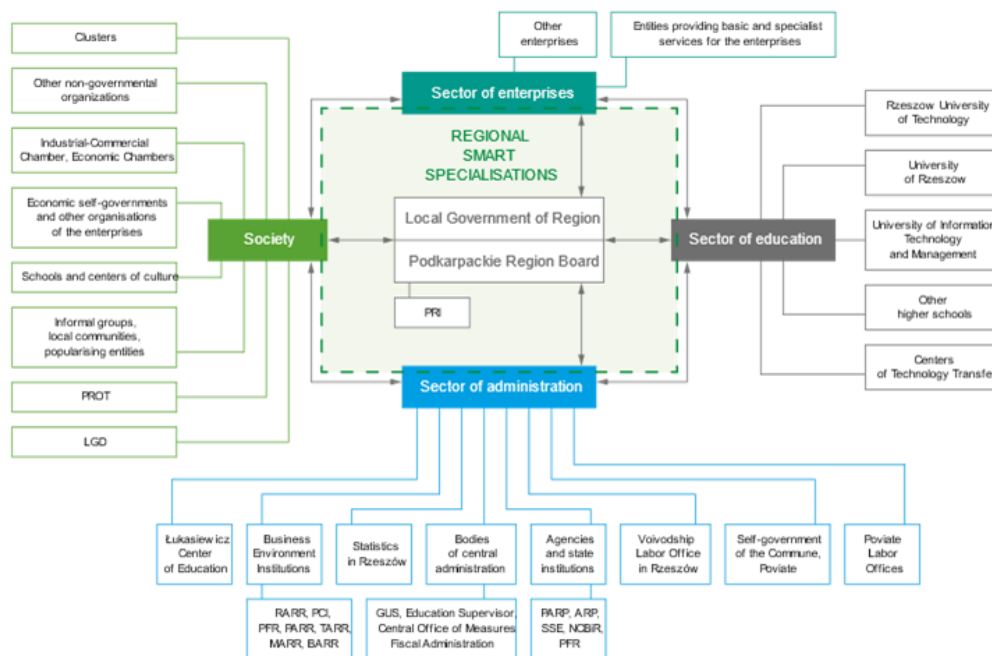 Clusters
Other non-governmental
organizations
Industrial-Commercial
Chamber, Economic Chambers
Economic self-governments
and other organisations
of the enterprises
Schools and centers of culture
Informal groups,
local communities,
popularising entities
PROT
LGD
Society
Other
enterprises
Entities providing basic and specialist
services for the enterprises
Sector of enterprises
REGIONAL
SMART
SPECIALISATIONS
Local Government of Region
Podkarpackie Region Board
PRI
Sector of administration
Sector of education
Rzeszow University
of Technology
University
of Rzeszow
University of Information
Technology
and Management
Other
higher schools
Centers
of Technology Transfer
Łukasiewicz
Center
of Education
Business
Environment
Institutions
Statistics
in Rzeszów
Bodies
of central
administration
Agencies
and state
institutions
Voivodship
Labor Office
in Rzeszów
Self-government
of the Commune,
Poviate
Poviate
Labor
Offices
RARR, PCI,
PFR, PARR, TARR,
MARR, BARR
GUS, Education Supervisor,
Central Office of Measures
Fiscal Administration
PARP, ARP,
SSE, NCBiR,
PFR